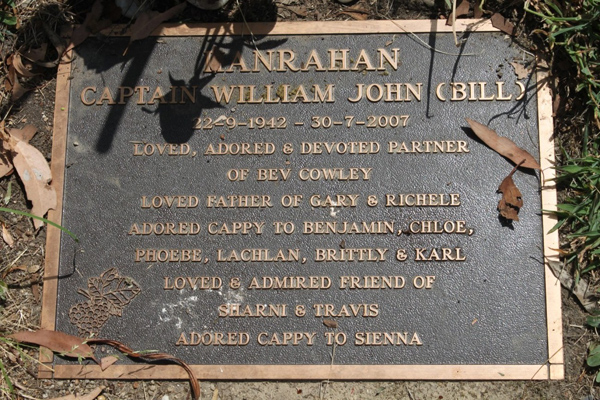 HANRAHAN
CAPTAIN WILLIAM JOHN (BILL)
22-9-1942 - 30-7-2007
LOVED, ADORED & DEVOTED PARTNER
OF BEV COWLEY
LOVED FATHER OF GARY & RICHELE
ADORED CAPPY TO BENJAMIN, CHLOE,
PHOEBE, LACHLAN, BRITTLY & KARL
LOVED & ADMIRED FRIEND OF
SHARNI & TRAVIS
ADORED CAPPY TO SIENNA